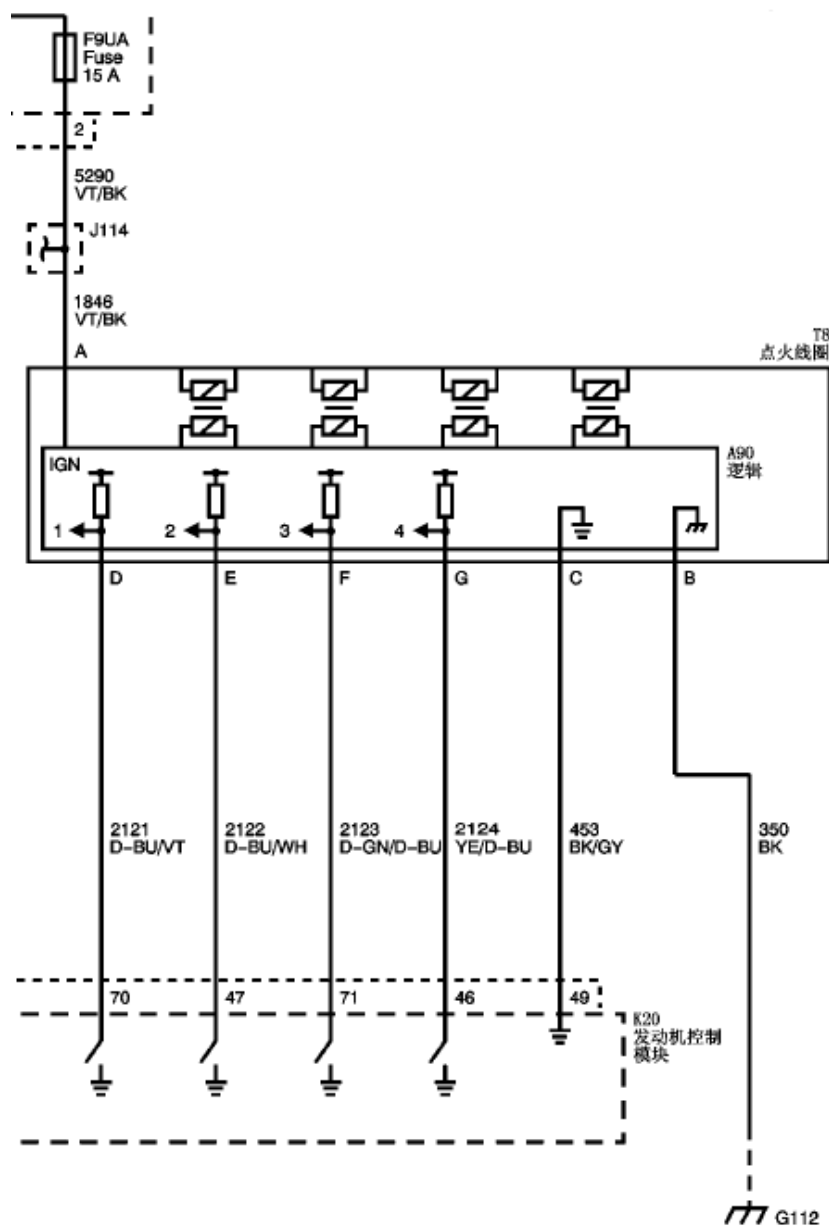 F9UA
Fuse
15 A
2
5290
VT/BK
J114
1846
VT/BK
A
T8
点火线圈
A90
逻辑
IGN
1
2
3
4
D
E
F
G
C
B
2121
D-BU/VT
2122
D-BU/WH
2123
D-GN/D-BU
2124
YE/D-BU
453
BK/GY
350
BK
70
47
71
46
49
K20
发动机控制
模块
G112